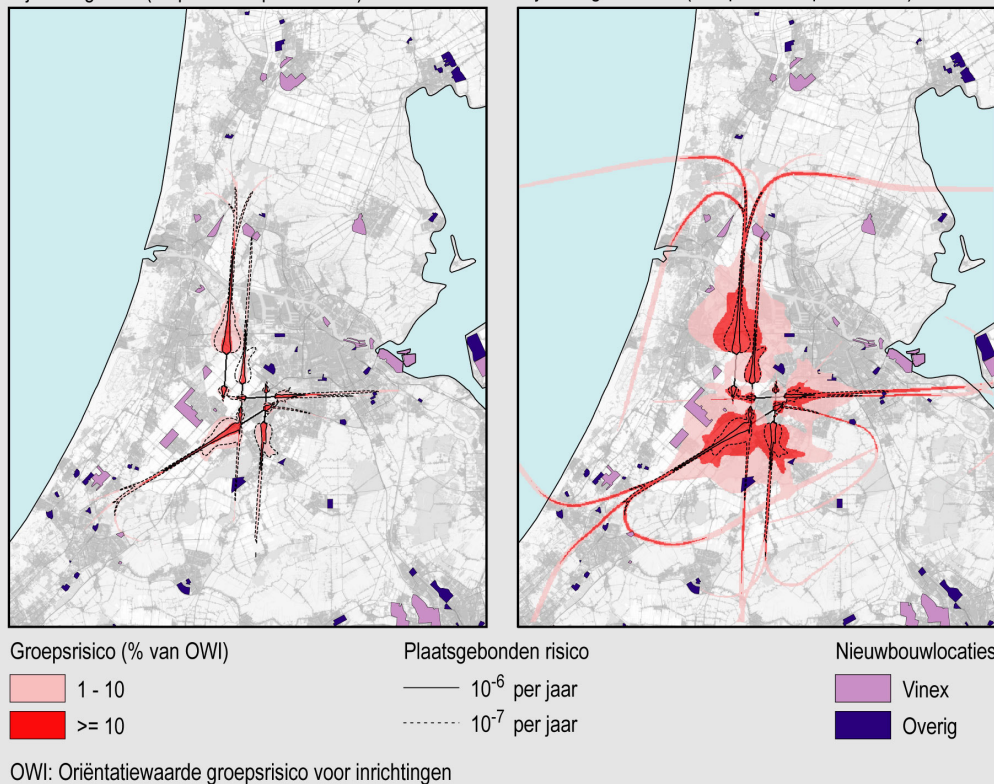 Groepsrisico (% van OWI)
1 - 10
>= 10
Plaatsgebonden risico
10⁻⁶ per jaar
10⁻⁷ per jaar
Nieuwbouwlocaties
Vinex
Overig
OWI: Oriëntatiewaarde groepsrisico voor inrichtingen